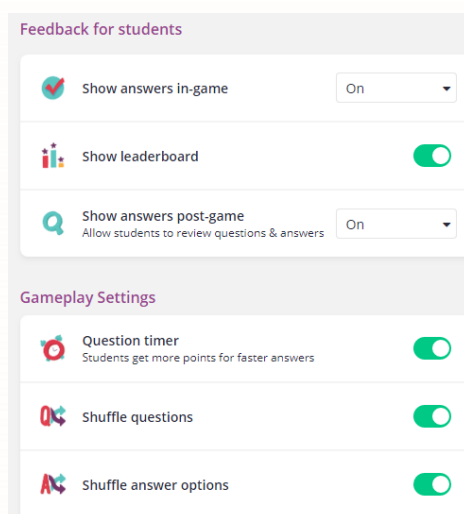 Feedback for students
Show answers in-game
On
Show leaderboard
Show answers post-game
Allow students to review questions & answers
On
Gameplay Settings
Question timer
Students get more points for faster answers
Shuffle questions
Shuffle answer options